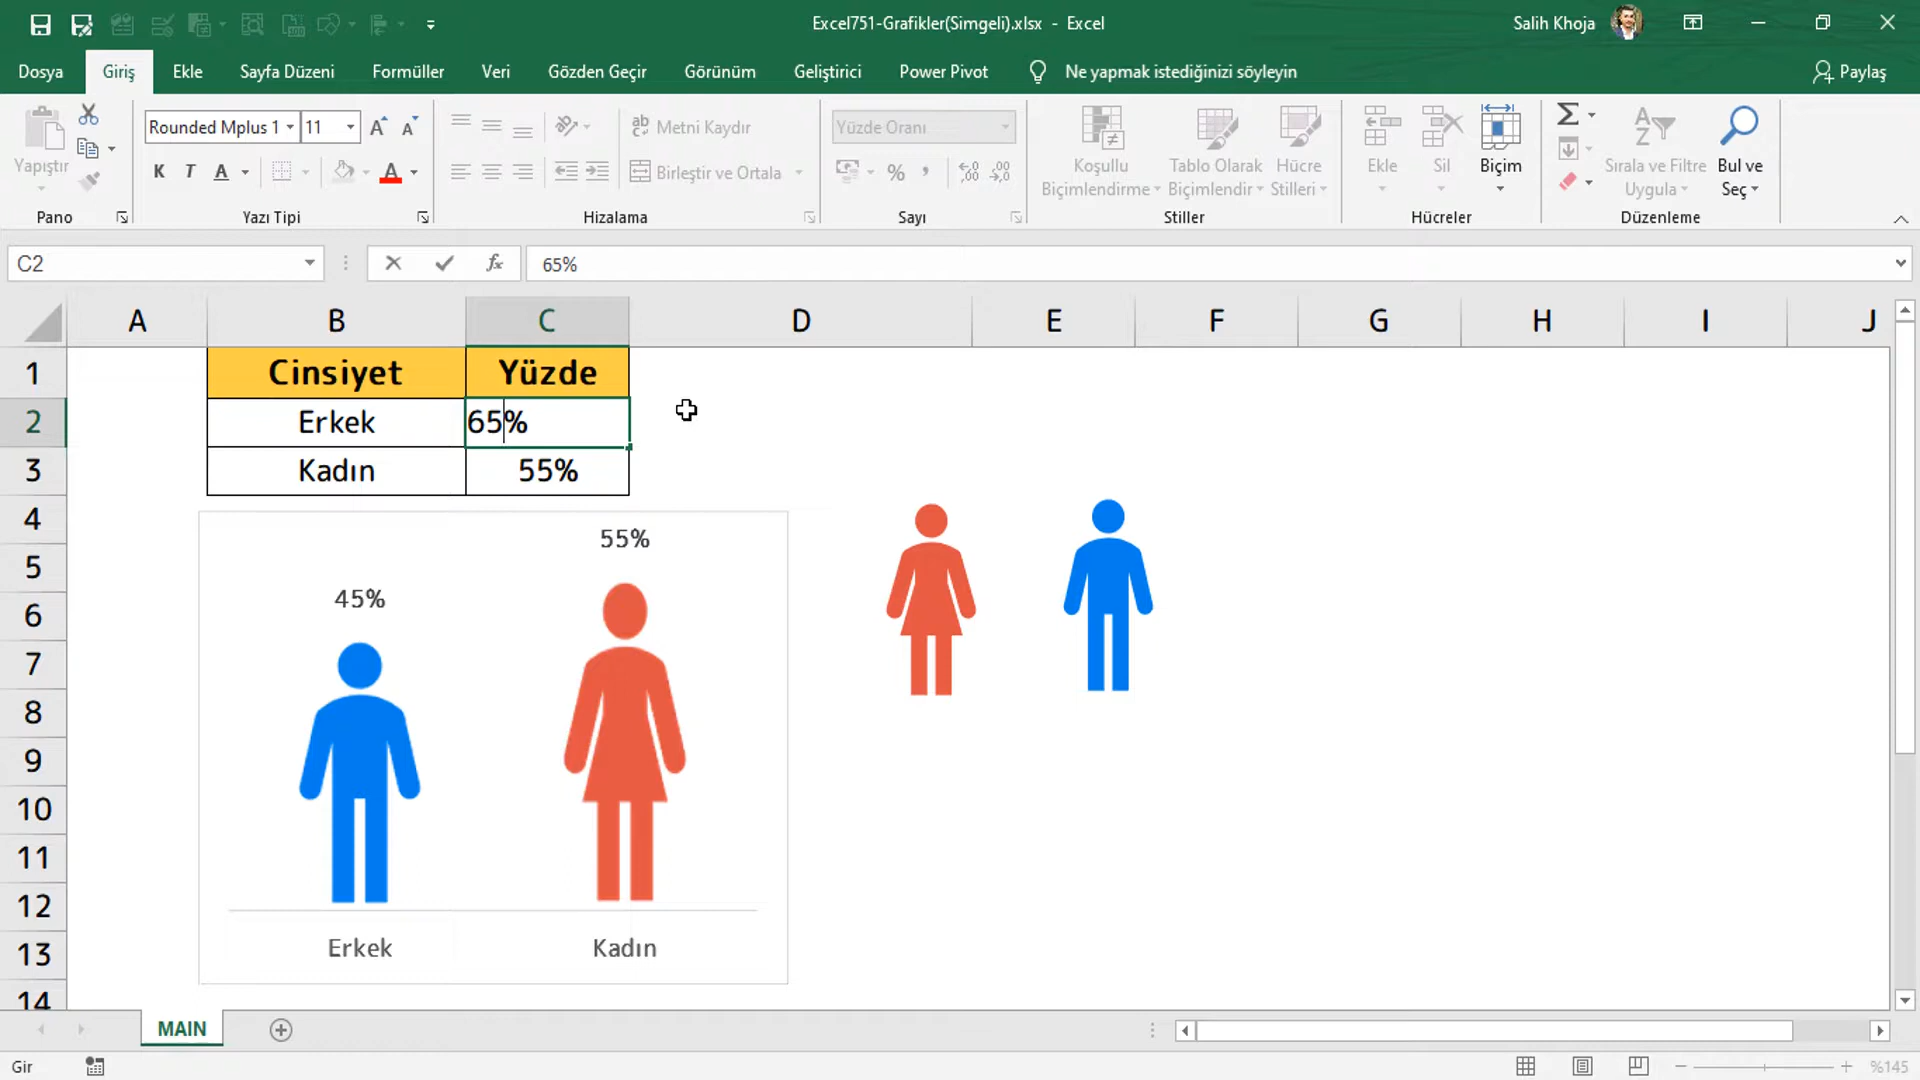 Excel751-Grafikler(Simgeli).xlsx - Excel
Salih Khoja
Dosya
Giriş
Ekle
Sayfa Düzeni
Formüller
Veri
Gözden Geçir
Görünüm
Geliştirici
Power Pivot
Ne yapmak istediğinizi söyleyin
Paylaş
Yapıştır
Rounded Mplus 1
11
K T A
A
Metni Kaydır
Birleştir ve Ortala
Yüzde Oranı
%
Koşullu
Biçimlendirme
Tablo Olarak
Biçimlendir
Hücre
Stilleri
Ekle
Sil
Biçim
Sırala ve Filtre
Uygula
Bul ve
Seç
Pano
Yazı Tipi
Hizalama
Sayı
Stiller
Hücreler
Düzenleme
C2
fx
65%
A B C D E F G H I J
1 Cinsiyet Yüzde
2 Erkek 65%
3 Kadın 55%
4
5
6
7
8
9
10
11
12
13
14
55%
45%
Erkek
Kadın
MAIN
Gir
%145